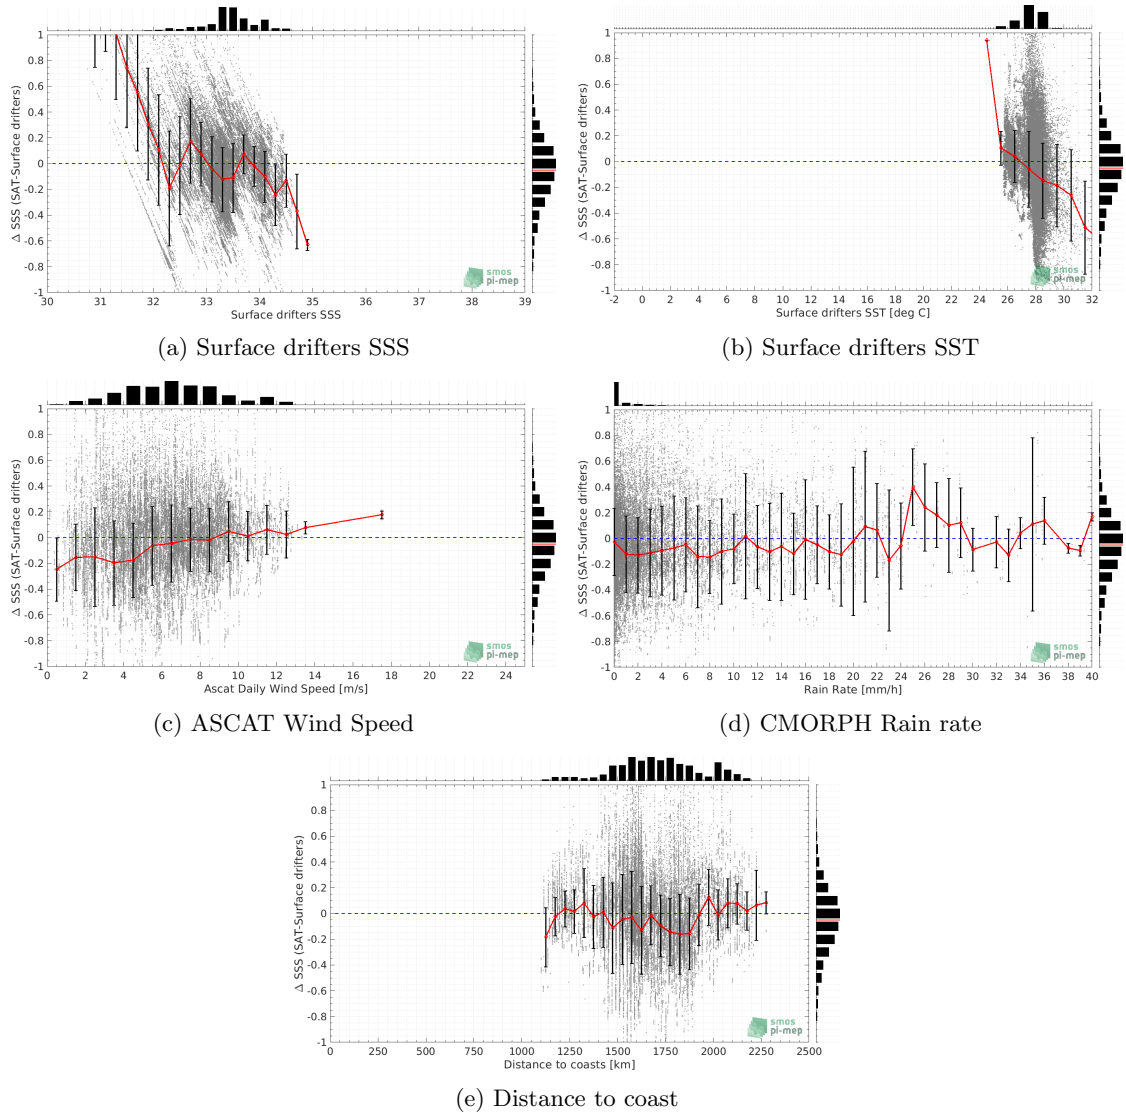 1
0.8
0.6
0.4
0.2
0
-0.2
-0.4
-0.6
-0.8
-1
Δ SSS (SAT-Surface drifters)
30 31 32 33 34 35 36 37 38 39
Surface drifters SSS
smos
pi-mep
(a) Surface drifters SSS
1
0.8
0.6
0.4
0.2
0
-0.2
-0.4
-0.6
-0.8
-1
Δ SSS (SAT-Surface drifters)
-2 0 2 4 6 8 10 12 14 16 18 20 22 24 26 28 30 32
Surface drifters SST [deg C]
smos
pi-mep
(b) Surface drifters SST
1
0.8
0.6
0.4
0.2
0
-0.2
-0.4
-0.6
-0.8
-1
Δ SSS (SAT-Surface drifters)
0 2 4 6 8 10 12 14 16 18 20 22 24
Ascat Daily Wind Speed [m/s]
smos
pi-mep
(c) ASCAT Wind Speed
1
0.8
0.6
0.4
0.2
0
-0.2
-0.4
-0.6
-0.8
-1
Δ SSS (SAT-Surface drifters)
0 2 4 6 8 10 12 14 16 18 20 22 24 26 28 30 32 34 36 38 40
Rain Rate [mm/h]
smos
pi-mep
(d) CMORPH Rain rate
1
0.8
0.6
0.4
0.2
0
-0.2
-0.4
-0.6
-0.8
-1
Δ SSS (SAT-Surface drifters)
0 250 500 750 1000 1250 1500 1750 2000 2250 2500
Distance to coasts [km]
smos
pi-mep
(e) Distance to coast